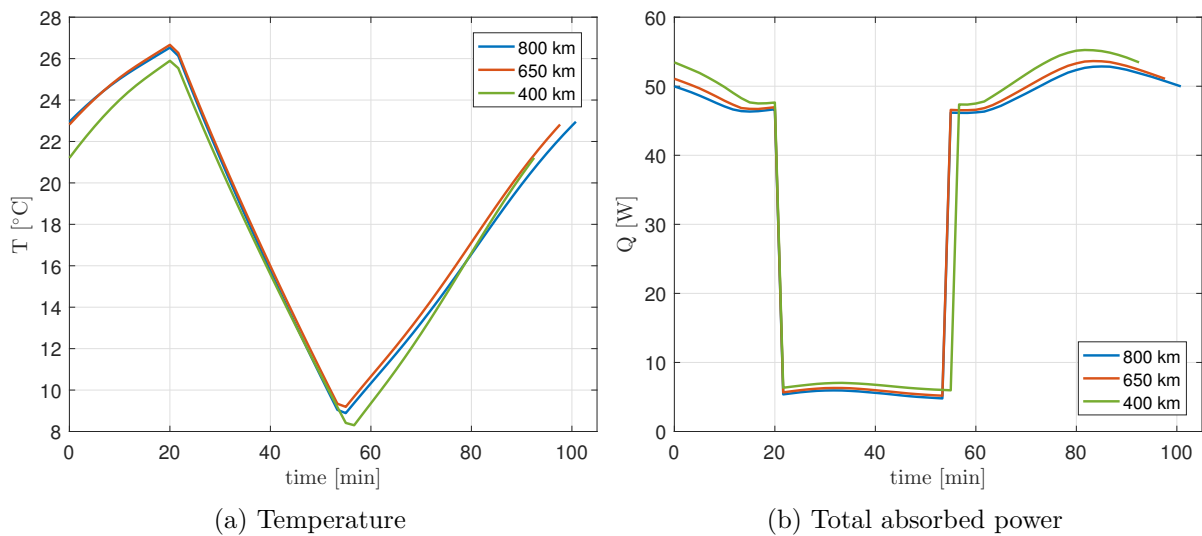 28
26
24
22
20
18
16
14
12
10
8
T [°C]
0 20 40 60 80 100
time [min]
800 km
650 km
400 km
(a) Temperature
60
50
40
30
20
10
0
Q [W]
0 20 40 60 80 100
time [min]
800 km
650 km
400 km
(b) Total absorbed power